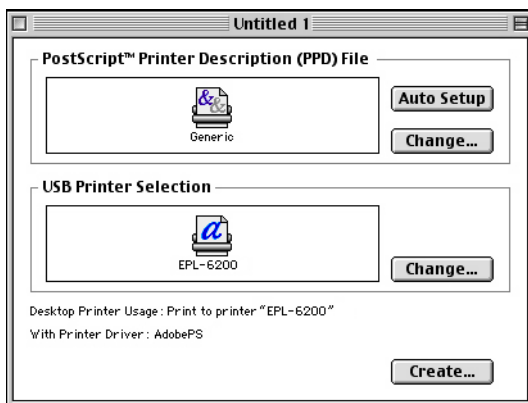 Untitled 1
PostScript™ Printer Description (PPD) File
Generic
Auto Setup
Change...
USB Printer Selection
EPL-6200
Change...
Desktop Printer Usage : Print to printer “EPL-6200”
With Printer Driver : AdobePS
Create...